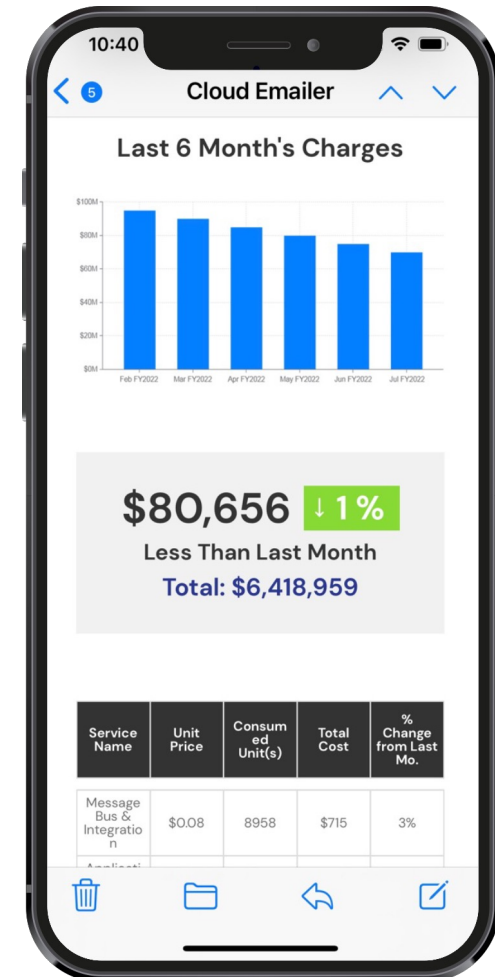 10:40
5
Cloud Emailer
Last 6 Month's Charges
$100M
$80M
$60M
$40M
$20M
$0M
Feb FY2022 Mar FY2022 Apr FY2022 May FY2022 Jun FY2022 Jul FY2022
$80,656 ↓ 1 %
Less Than Last Month
Total: $6,418,959
Service
Name
Unit
Price
Consum
ed
Unit(s)
Total
Cost
%
Change
from Last
Mo.
Message
Bus &
Integratio
n
$0.08
8958
$715
3%